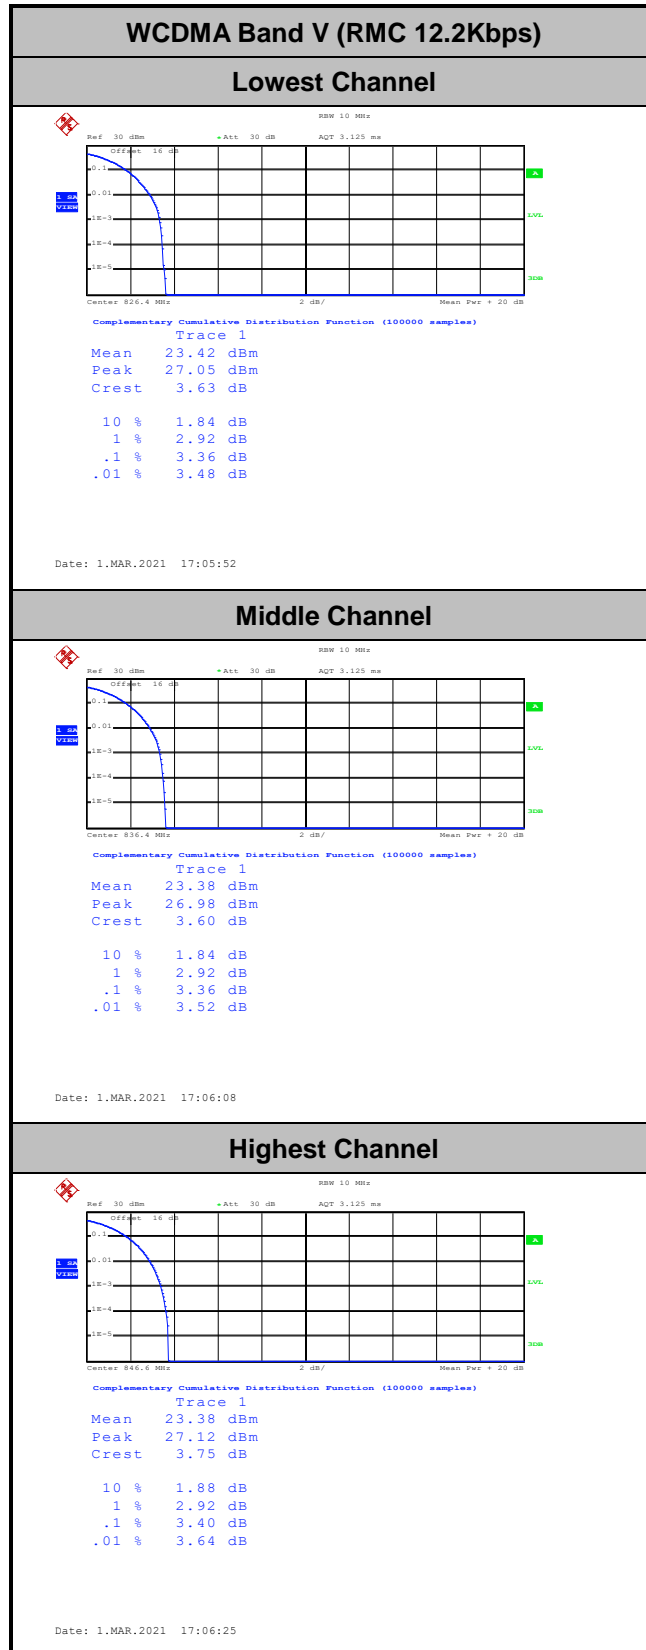 WCDMA Band V (RMC 12.2Kbps)
Lowest Channel
RBW 10 MHz
Ref 30 dBm *Att 30 dB AQT 3.125 ms
Offset 16 dB
0.1
A
0.01
1 SA
VIEW
1E-3
LVL
1E-4
1E-5
3DB
Center 826.4 MHz 2 dB/ Mean Pwr + 20 dB
Complementary Cumulative Distribution Function (100000 samples)
Trace 1
Mean 23.42 dBm
Peak 27.05 dBm
Crest 3.63 dB
10 % 1.84 dB
1 % 2.92 dB
.1 % 3.36 dB
.01 % 3.48 dB
Date: 1.MAR.2021 17:05:52
Middle Channel
RBW 10 MHz
Ref 30 dBm *Att 30 dB AQT 3.125 ms
Offset 16 dB
0.1
A
0.01
1 SA
VIEW
1E-3
LVL
1E-4
1E-5
3DB
Center 836.4 MHz 2 dB/ Mean Pwr + 20 dB
Complementary Cumulative Distribution Function (100000 samples)
Trace 1
Mean 23.38 dBm
Peak 26.98 dBm
Crest 3.60 dB
10 % 1.84 dB
1 % 2.92 dB
.1 % 3.36 dB
.01 % 3.52 dB
Date: 1.MAR.2021 17:06:08
Highest Channel
RBW 10 MHz
Ref 30 dBm *Att 30 dB AQT 3.125 ms
Offset 16 dB
0.1
A
0.01
1 SA
VIEW
1E-3
LVL
1E-4
1E-5
3DB
Center 846.6 MHz 2 dB/ Mean Pwr + 20 dB
Complementary Cumulative Distribution Function (100000 samples)
Trace 1
Mean 23.38 dBm
Peak 27.12 dBm
Crest 3.75 dB
10 % 1.88 dB
1 % 2.92 dB
.1 % 3.40 dB
.01 % 3.64 dB
Date: 1.MAR.2021 17:06:25